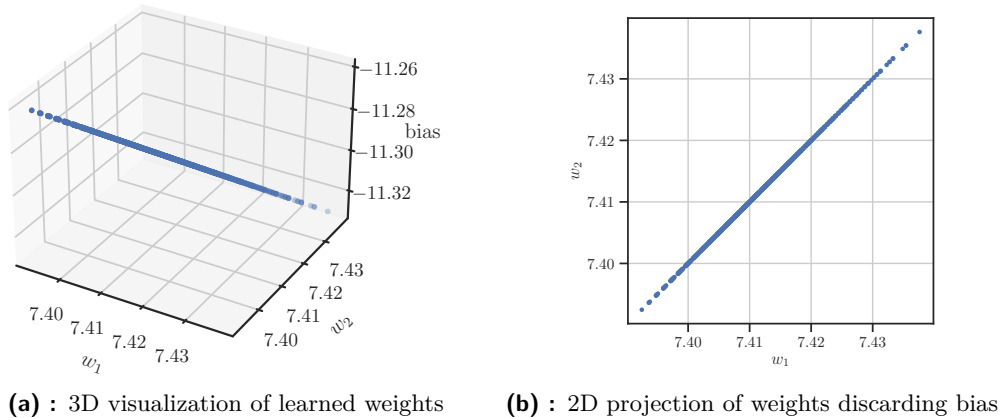 −11.26
−11.28
bias
−11.30
−11.32
7.43
7.42
7.41
7.40
w₂
7.40
7.41
7.42
7.43
w₁
7.43
7.42
w₂
7.41
7.40
7.40 7.41 7.42 7.43
w₁
(a) : 3D visualization of learned weights
(b) : 2D projection of weights discarding bias